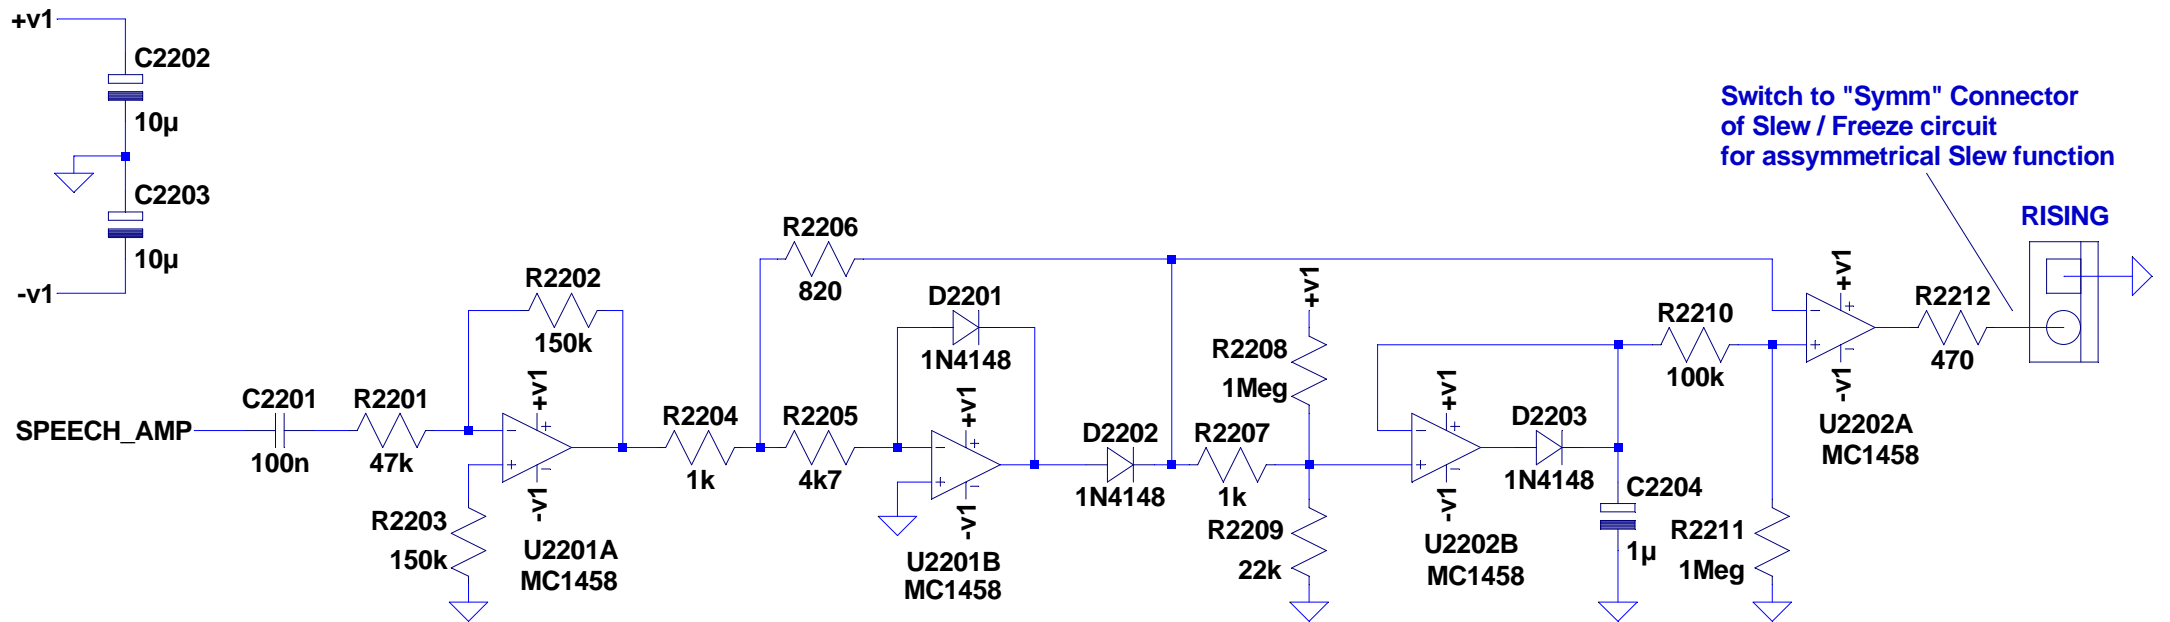 +v1
C2202
10µ
C2203
10µ
-v1
Switch to "Symm" Connector
of Slew / Freeze circuit
for assymmetrical Slew function
RISING
SPEECH_AMP
C2201
100n
R2201
47k
R2202
150k
R2203
150k
+v1
-v1
U2201A
MC1458
R2204
1k
R2206
820
R2205
4k7
D2201
1N4148
+v1
-v1
U2201B
MC1458
D2202
1N4148
R2207
1k
+v1
R2208
1Meg
R2209
22k
+v1
-v1
U2202B
MC1458
D2203
1N4148
C2204
1µ
R2210
100k
R2211
1Meg
+v1
-v1
U2202A
MC1458
R2212
470